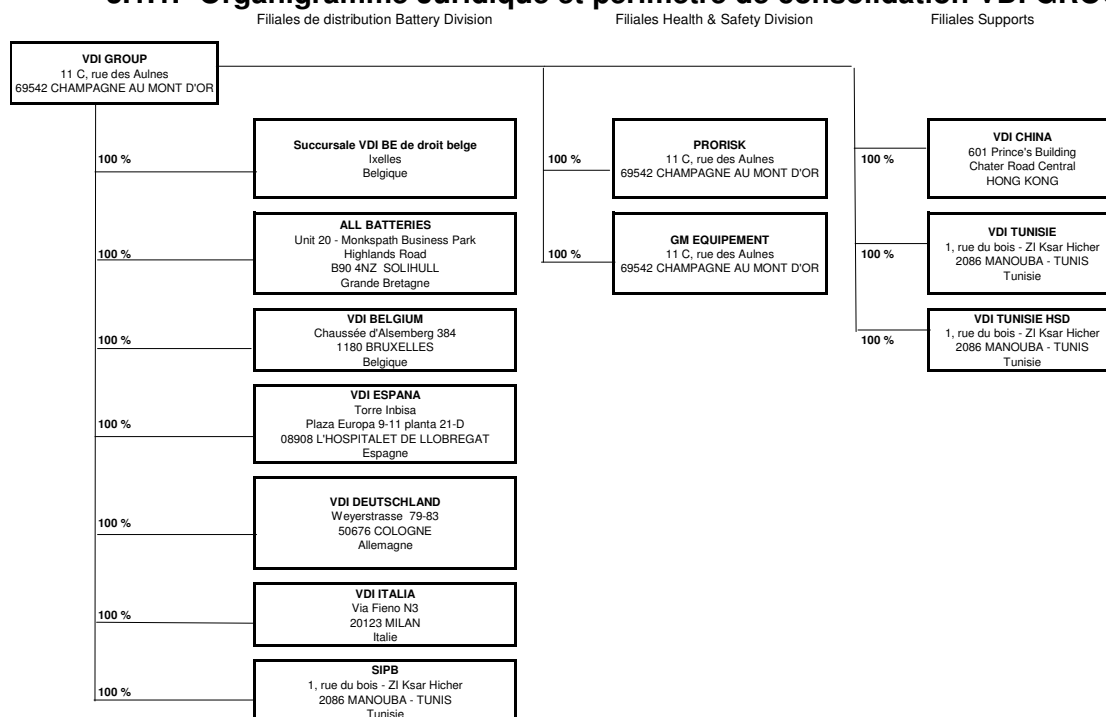 Organigramme Juridique et périmètre de consolidation VDI
Filiales de distribution Battery Division
Filiales Health & Safety Division
Filiales Supports
VDI GROUP
11 C, rue des Aulnes
69542 CHAMPAGNE AU MONT D'OR
100 %
Succursale VDI BE de droit belge
Ixelles
Belgique
100 %
ALL BATTERIES
Unit 20 - Monkspath Business Park
Highlands Road
B90 4NZ SOLIHULL
Grande Bretagne
100 %
VDI BELGIUM
Chaussée d'Alsemberg 384
1180 BRUXELLES
Belgique
100 %
VDI ESPANA
Torre Inbisa
Plaza Europa 9-11 planta 21-D
08908 L'HOSPITALET DE LLOBREGAT
Espagne
100 %
VDI DEUTSCHLAND
Weyerstrasse 79-83
50676 COLOGNE
Allemagne
100 %
VDI ITALIA
Via Fieno N3
20123 MILAN
Italie
100 %
SIPB
1, rue du bois - ZI Ksar Hicher
2086 MANOUBA - TUNIS
Tunisie
100 %
PRORISK
11 C, rue des Aulnes
69542 CHAMPAGNE AU MONT D'OR
100 %
GM EQUIPEMENT
11 C, rue des Aulnes
69542 CHAMPAGNE AU MONT D'OR
100 %
VDI CHINA
601 Prince's Building
Chater Road Central
HONG KONG
100 %
VDI TUNISIE
1, rue du bois - ZI Ksar Hicher
2086 MANOUBA - TUNIS
Tunisie
100 %
VDI TUNISIE HSD
1, rue du bois - ZI Ksar Hicher
2086 MANOUBA - TUNIS
Tunisie